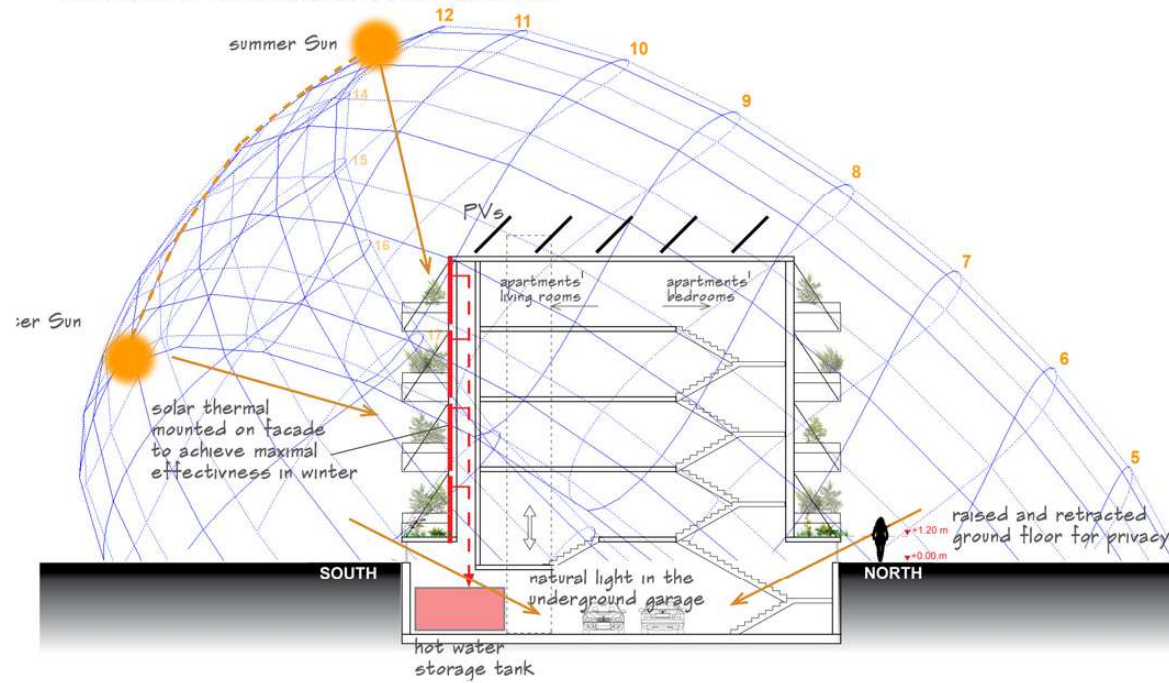 12
11
summer Sun
10
14
9
15
8
PVs
16
7
apartments'
living rooms
apartments'
bedrooms
er Sun
17
6
solar thermal
mounted on facade
to achieve maximal
effectivness in winter
5
raised and retracted
ground floor for privacy
+1.20 m
+0.00 m
SOUTH
NORTH
natural light in the
underground garage
hot water
storage tank